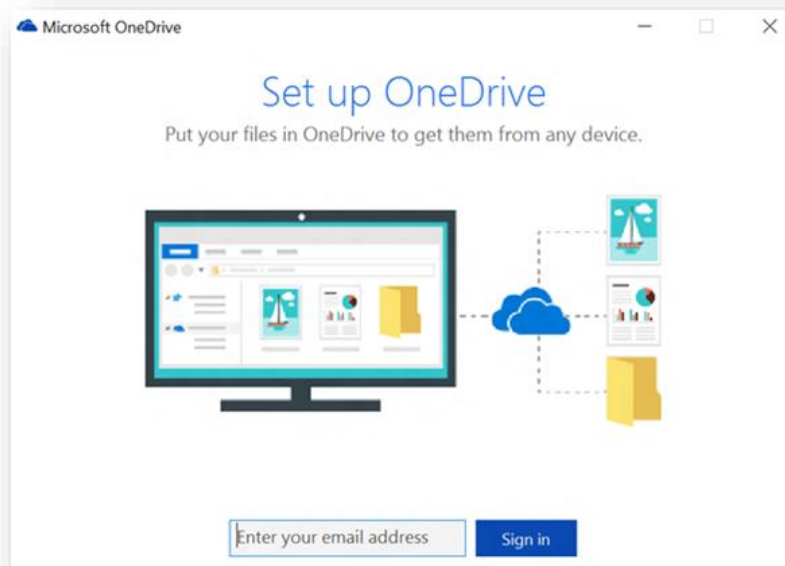 Microsoft OneDrive
Set up OneDrive
Put your files in OneDrive to get them from any device.
Enter your email address
Sign in